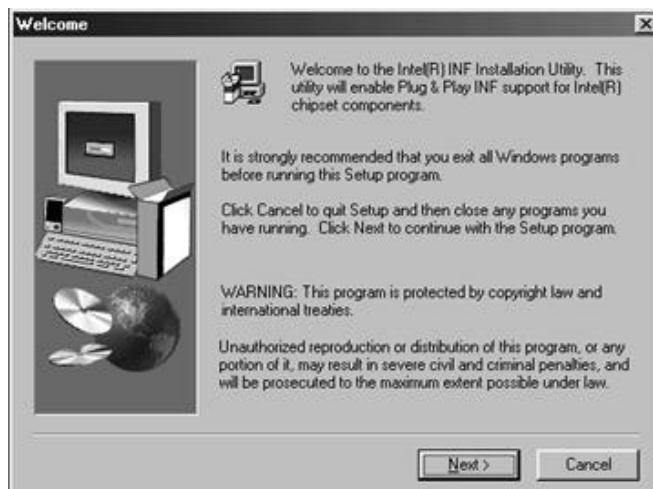 Welcome
Welcome to the Intel(R) INF Installation Utility. This
utility will enable Plug & Play INF support for Intel(R)
chipset components.
It is strongly recommended that you exit all Windows programs
before running this Setup program.
Click Cancel to quit Setup and then close any programs you
have running. Click Next to continue with the Setup program.
WARNING: This program is protected by copyright law and
international treaties.
Unauthorized reproduction or distribution of this program, or any
portion of it, may result in severe civil and criminal penalties, and
will be prosecuted to the maximum extent possible under law.
Next >
Cancel